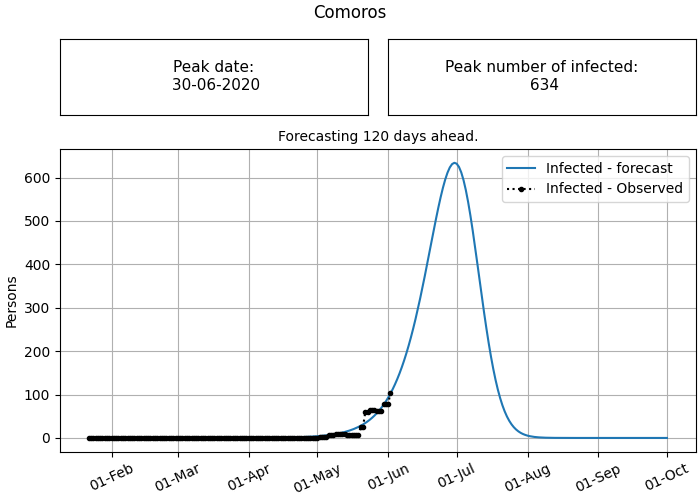 Comoros
Peak date:
30-06-2020
Peak number of infected:
634
Forecasting 120 days ahead.
Infected - forecast
Infected - Observed
Persons
600
500
400
300
200
100
0
01-Feb
01-Mar
01-Apr
01-May
01-Jun
01-Jul
01-Aug
01-Sep
01-Oct